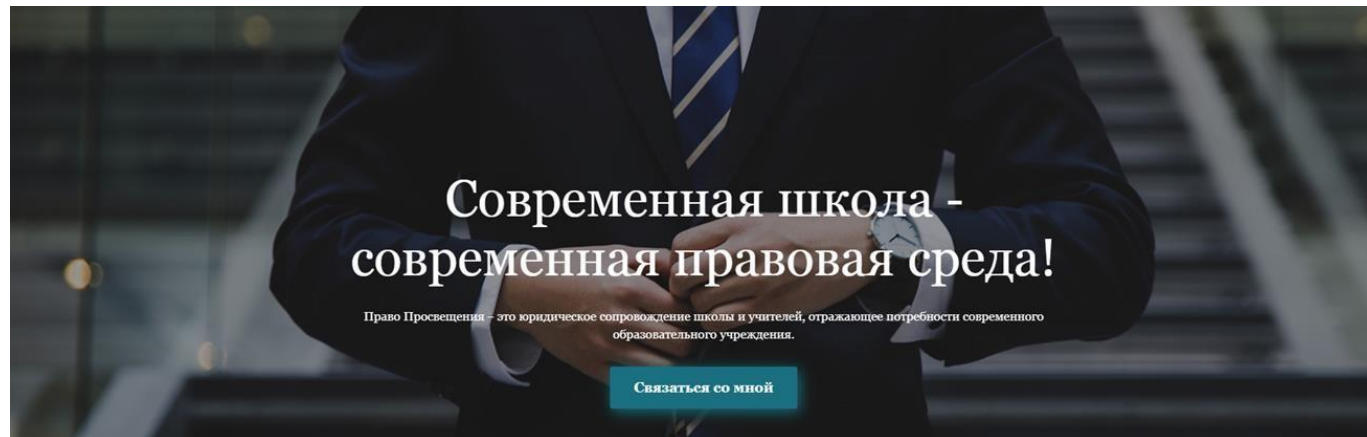 Современная школа -
современная правовая среда!
Право Просвещения – это юридическое сопровождение школы и учителей, отражающее потребности современного
образовательного учреждения.
Связаться со мной